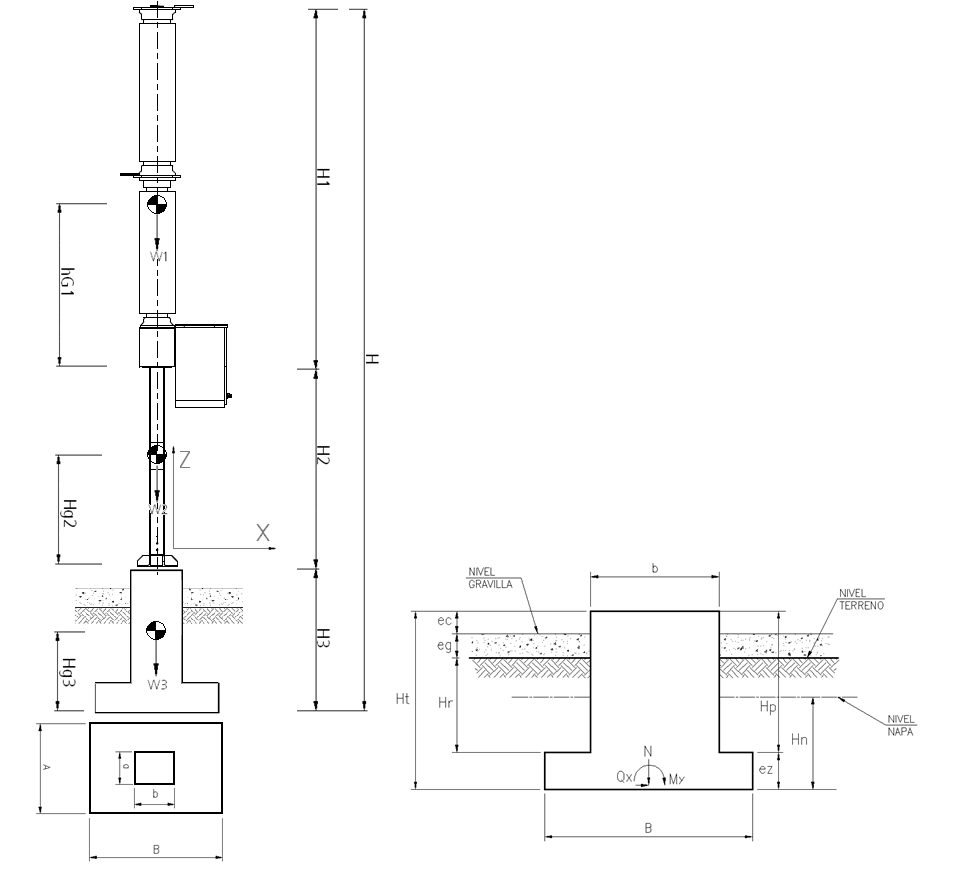 H1
W1
hG1
H
H2
Z
Hg2
W2
X
H3
Hg3
W3
A
a
b
B
NIVEL
GRAVILLA
b
NIVEL
TERRENO
ec
eg
Ht
Hr
Hp
Hn
NIVEL
NAPA
N
Qx
My
ez
B